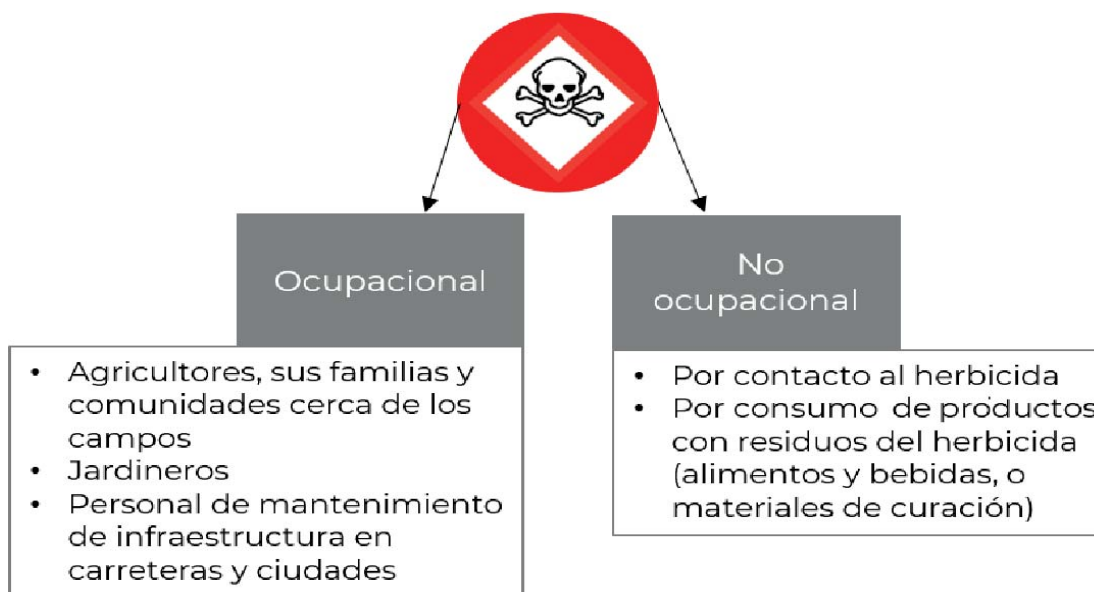 Ocupacional
• Agricultores, sus familias y
comunidades cerca de los
campos
• Jardineros
• Personal de mantenimiento
de infraestructura en
carreteras y ciudades
No
ocupacional
• Por contacto al herbicida
• Por consumo de productos
con residuos del herbicida
(alimentos y bebidas, o
materiales de curación)